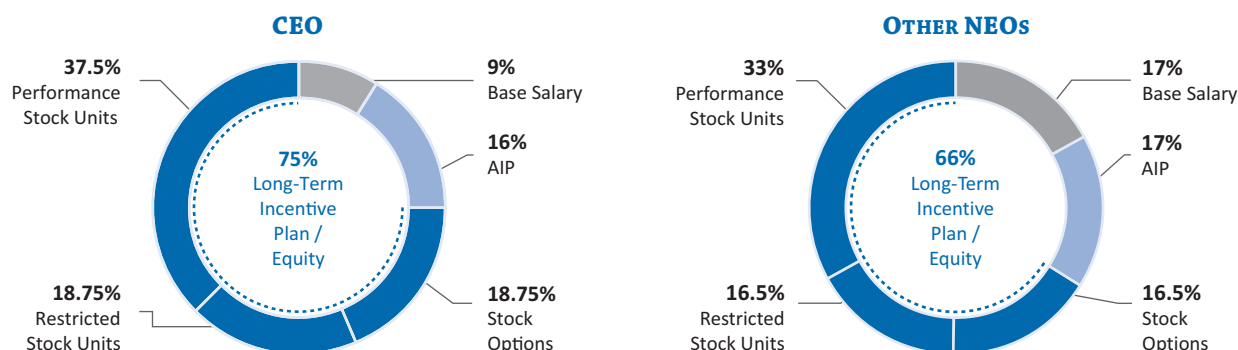 CEO
37.5%
Performance
Stock Units
9%
Base Salary
16%
AIP
75%
Long-Term
Incentive
Plan /
Equity
18.75%
Restricted
Stock Units
18.75%
Stock
Options
OTHER NEOS
33%
Performance
Stock Units
17%
Base Salary
17%
AIP
66%
Long-Term
Incentive
Plan /
Equity
16.5%
Restricted
Stock Units
16.5%
Stock
Options